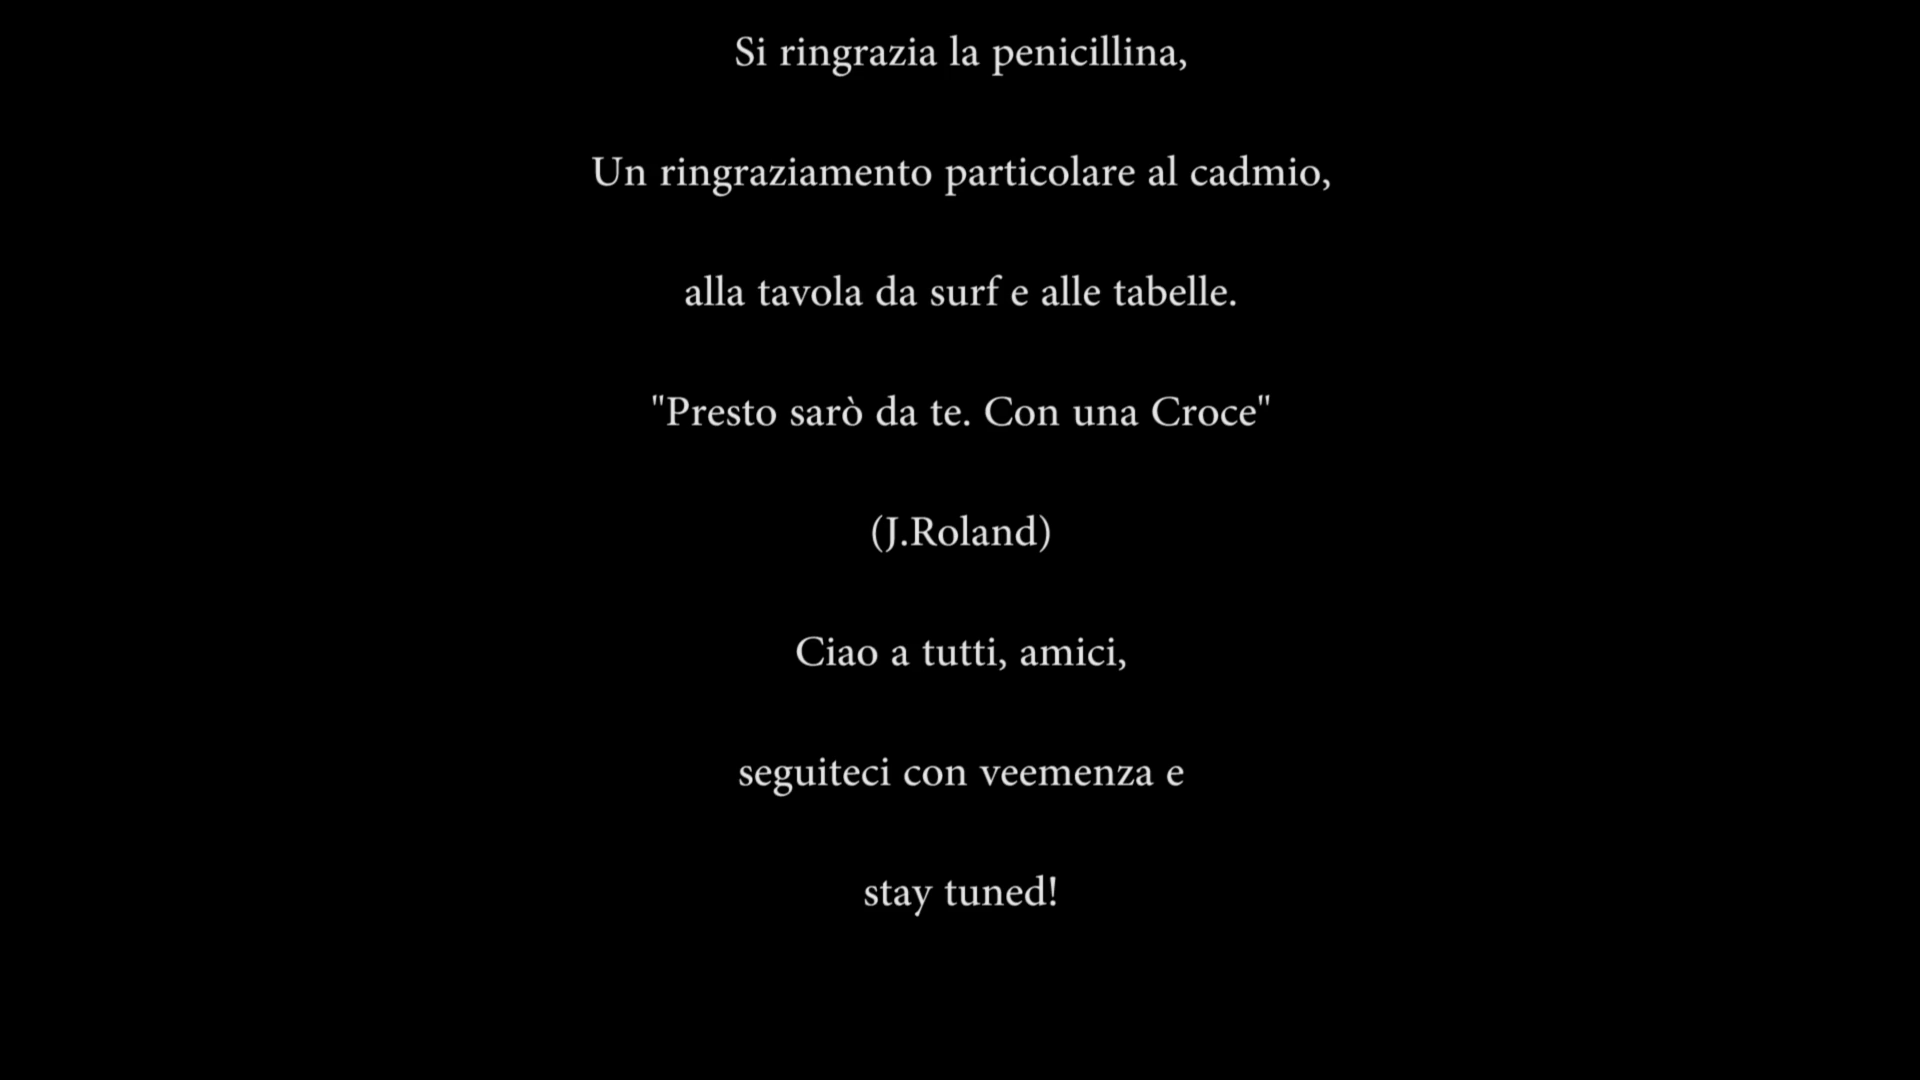 Si ringrazia la penicillina,
Un ringraziamento particolare al cadmio,
alla tavola da surf e alle tabelle.
"Presto sarò da te. Con una Croce"
(J.Roland)
Ciao a tutti, amici,
seguiteci con veemenza e
stay tuned!